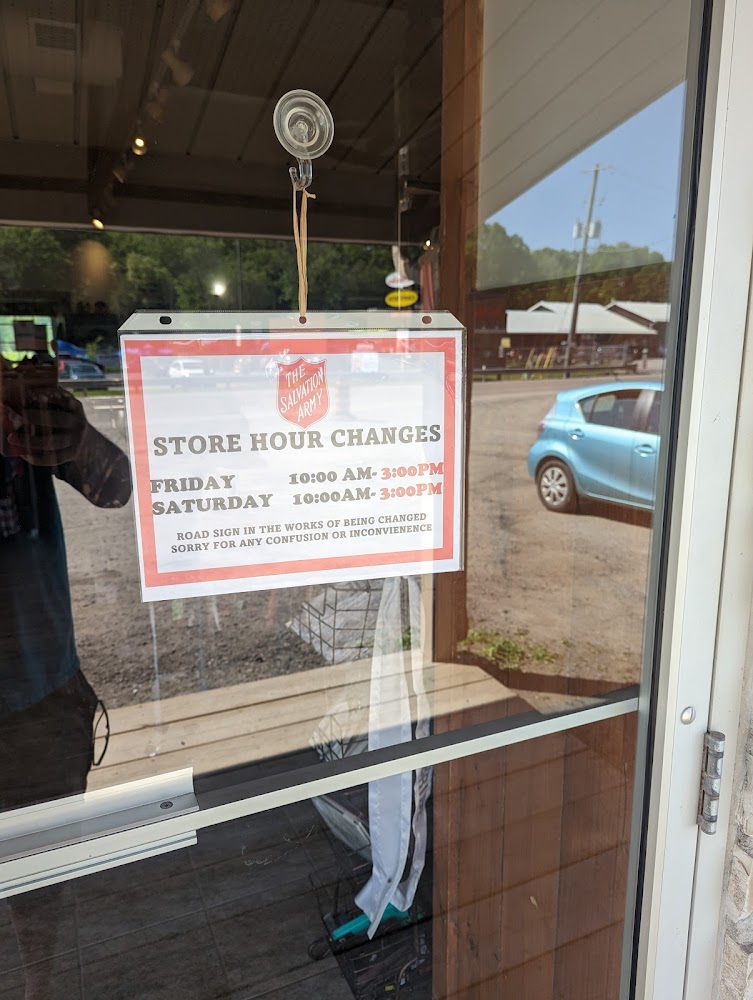 THE
SALVATION
ARMY
STORE HOUR CHANGES
FRIDAY 10:00 AM- 3:00PM
SATURDAY 10:00AM- 3:00PM
ROAD SIGN IN THE WORKS OF BEING CHANGED
SORRY FOR ANY CONFUSION OR INCONVIENENCE